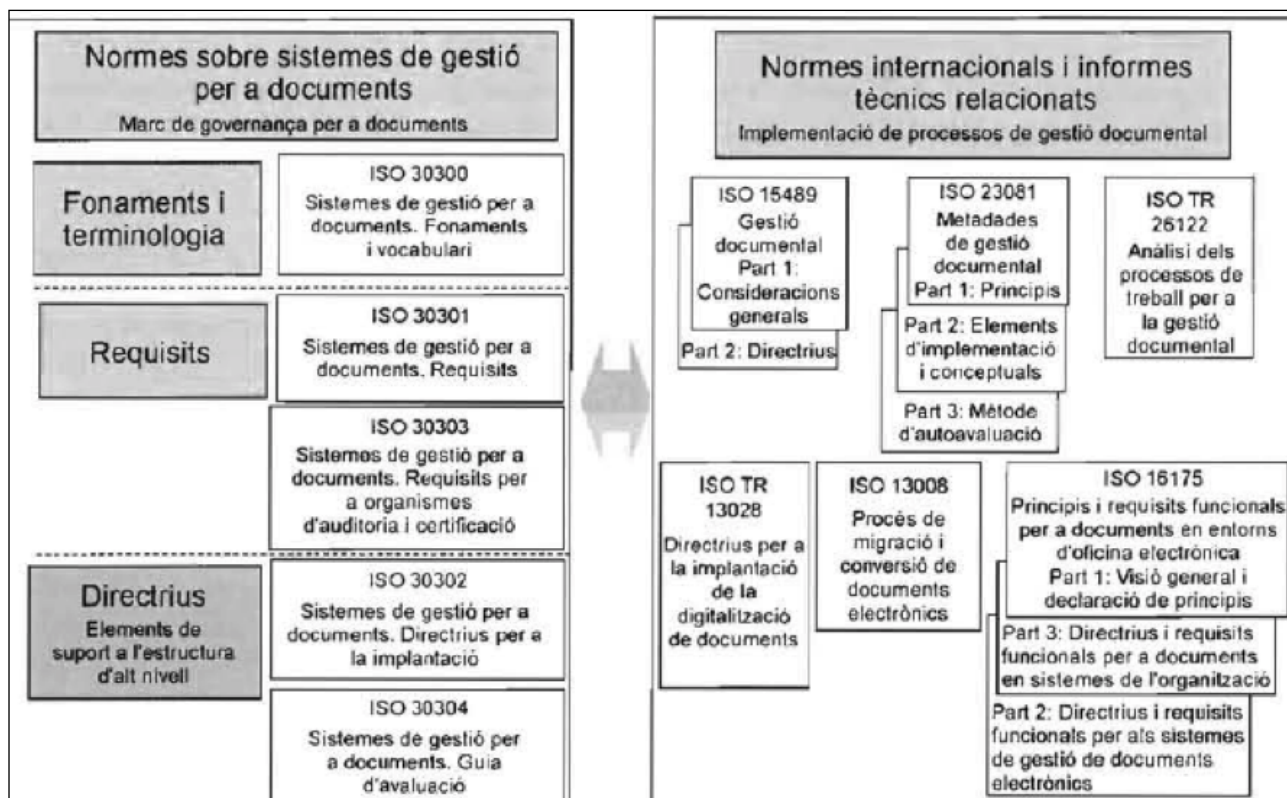 Normes sobre sistemes de gestió
per a documents
Marc de governança per a documents
Fonaments i
terminologia
ISO 30300
Sistemes de gestió per a
documents. Fonaments
i vocabulari
Requisits
ISO 30301
Sistemes de gestió per a
documents. Requisits
ISO 30303
Sistemes de gestió per a
documents. Requisits per
a organismes
d'auditoria i certificació
Directrius
Elements de
suport a l'estructura
d'alt nivell
ISO 30302
Sistemes de gestió per a
documents. Directrius per a
la implantació
ISO 30304
Sistemes de gestió per
a documents. Guia
d'avaluació
Normes internacionals i informes
tècnics relacionats
Implementació de processos de gestió documental
ISO 15489
Gestió
documental
Part 1:
Consideracions
generals
Part 2: Directrius
ISO 23081
Metadades
de gestió
documental
Part 1: Principis
Part 2: Elements
d'implementació
i conceptuals
Part 3: Mètode
d'autoavaluació
ISO TR
26122
Anàlisi dels
processos de
treball per a
la gestió
documental
ISO TR
13028
Directrius per a
la implantació
de la
digitalització
de documents
ISO 13008
Procés de
migració i
conversió de
documents
electrònics
ISO 16175
Principis i requisits funcionals
per a documents en entorns
d'oficina electrònica
Part 1: Visió general i
declaració de principis
Part 3: Directrius i requisits
funcionals per a documents
en sistemes de l'organització
Part 2: Directrius i requisits
funcionals per als sistemes
de gestió de documents
electrònics